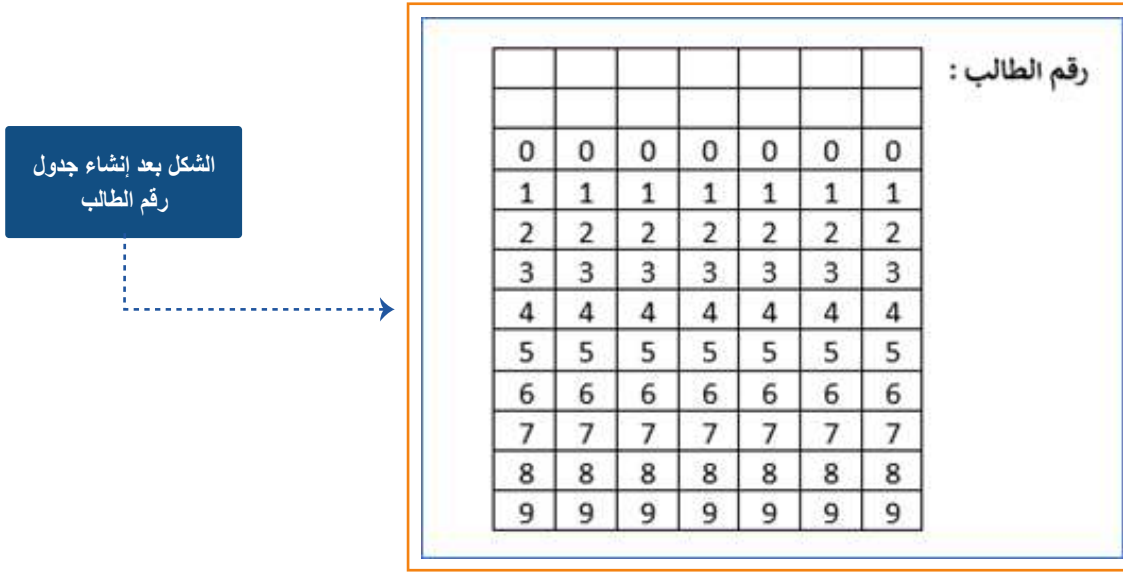 رقم الطالب :
0 0 0 0 0 0 0
1 1 1 1 1 1 1
2 2 2 2 2 2 2
3 3 3 3 3 3 3
4 4 4 4 4 4 4
5 5 5 5 5 5 5
6 6 6 6 6 6 6
7 7 7 7 7 7 7
8 8 8 8 8 8 8
9 9 9 9 9 9 9
الشكل بعد إنشاء جدول
رقم الطالب